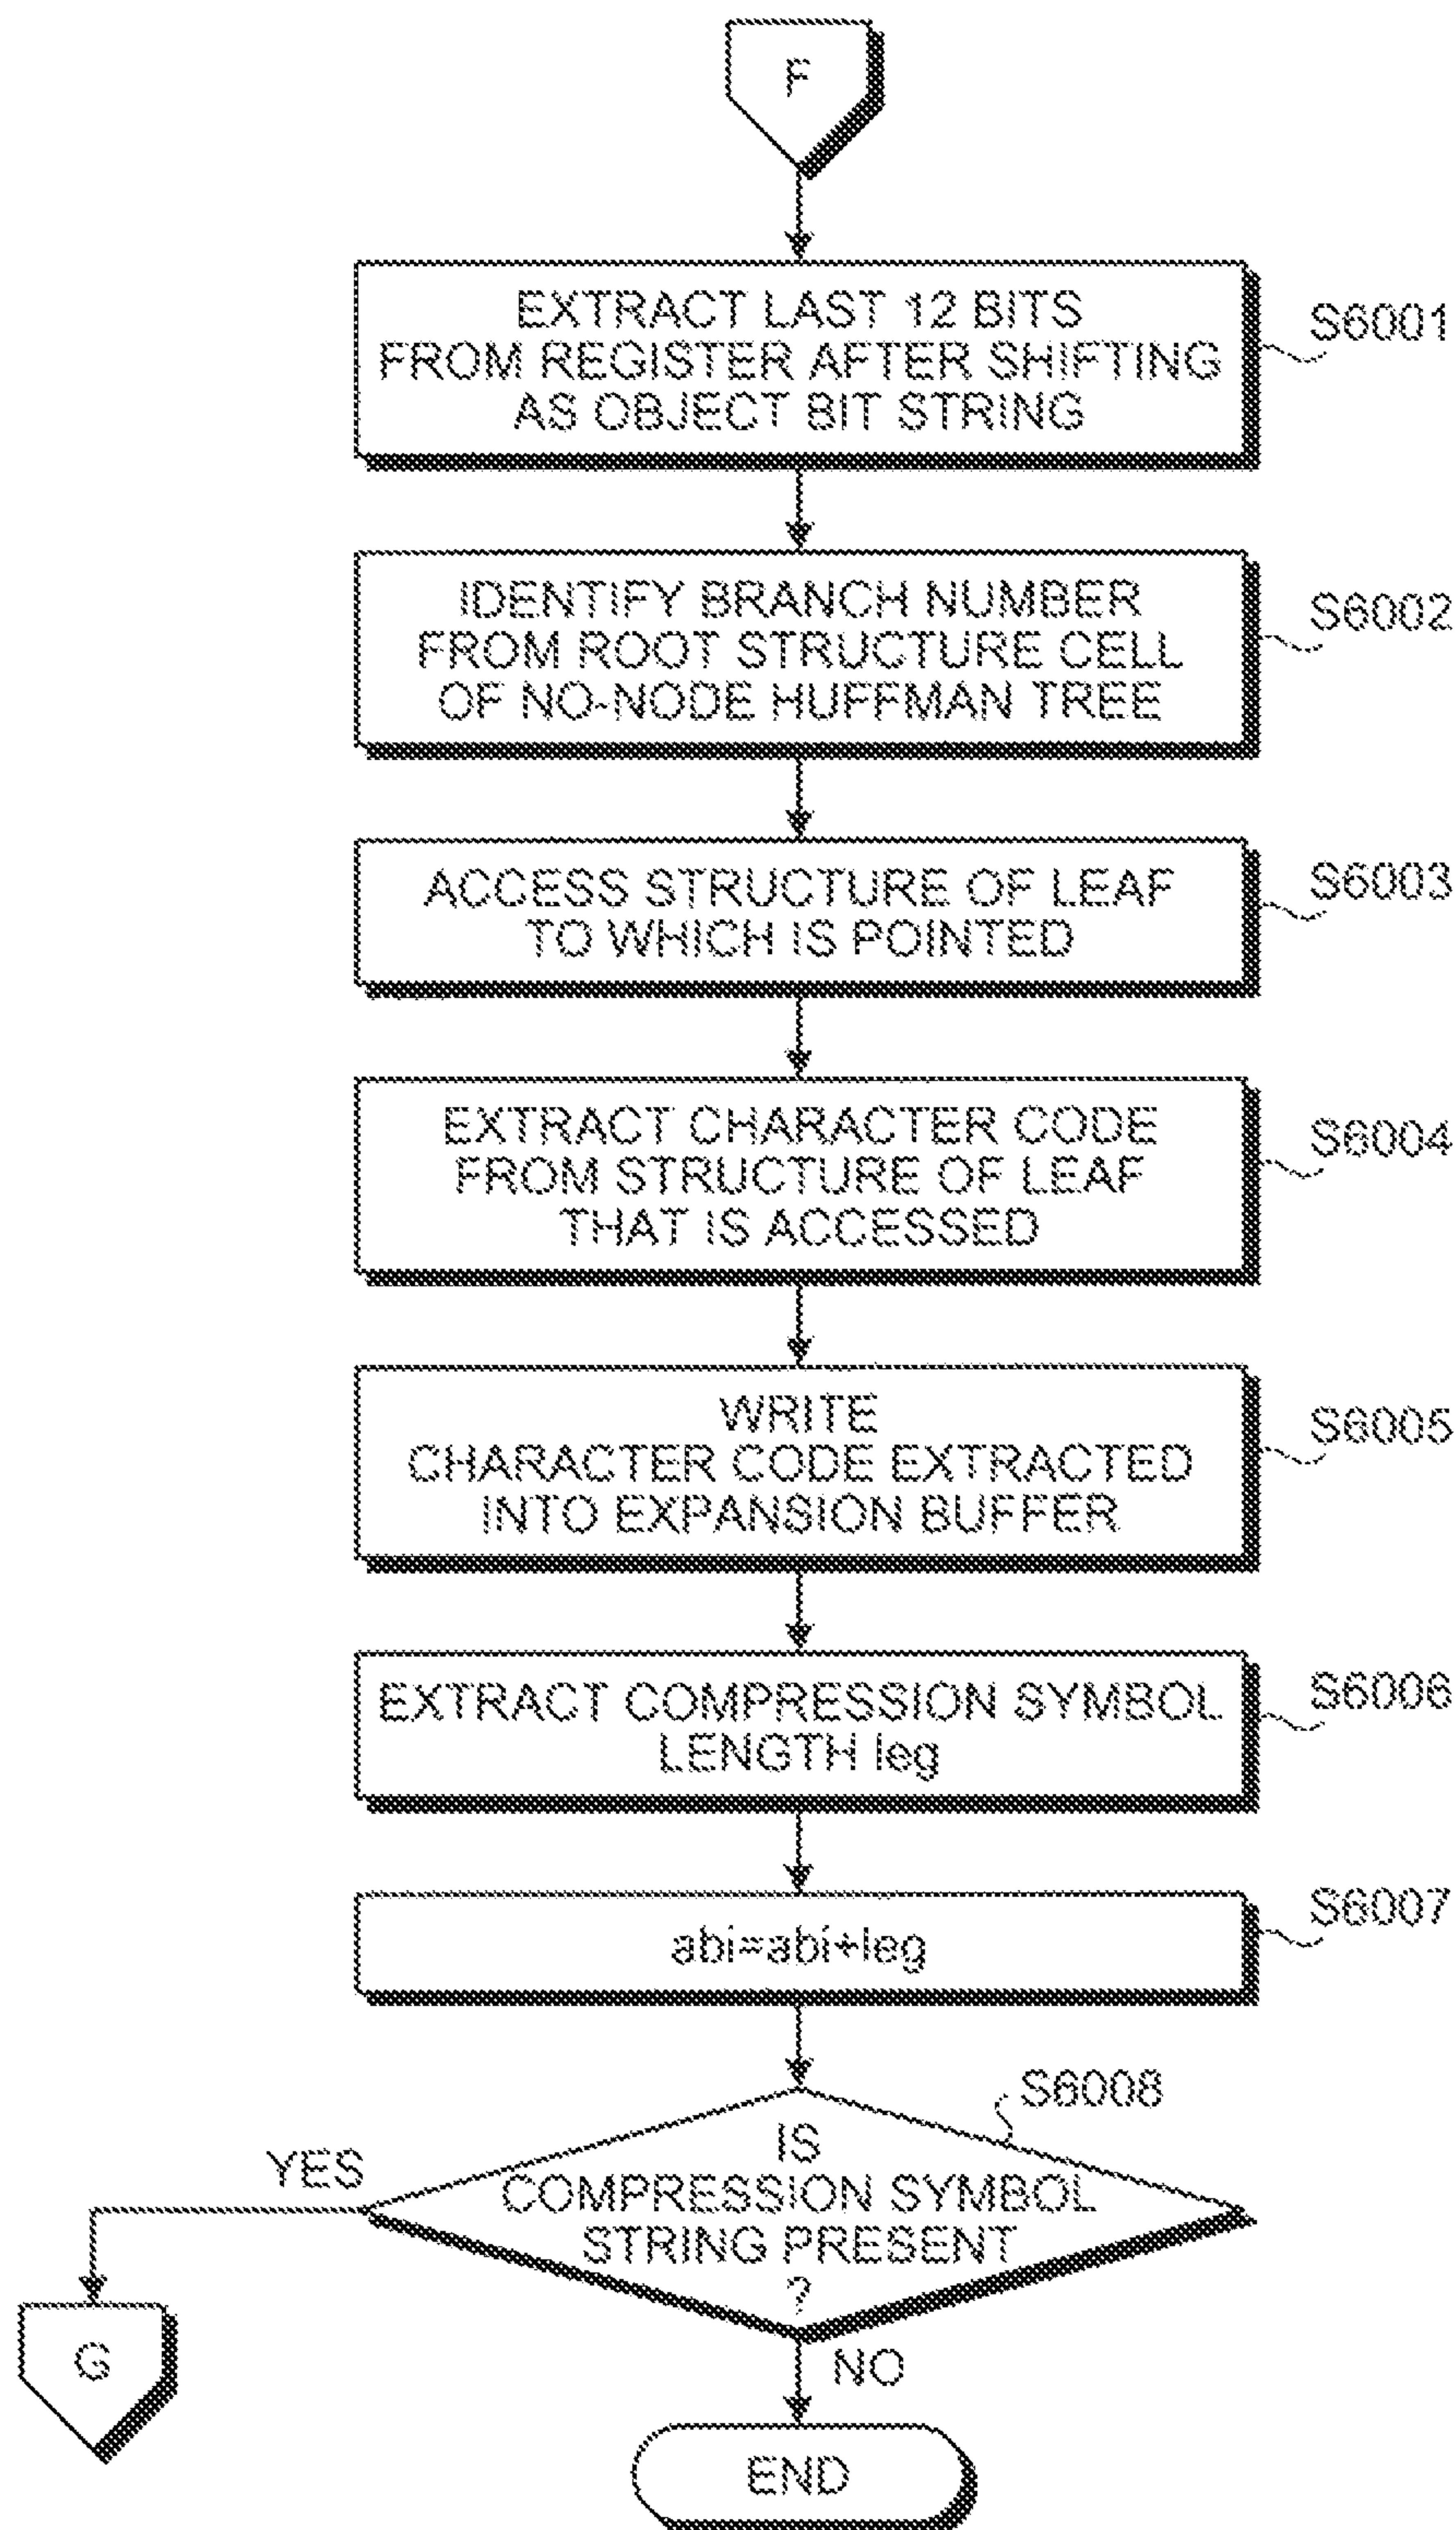 F
EXTRACT LAST 12 BITS
FROM REGISTER AFTER SHIFTING
AS OBJECT BIT STRING
S6001
IDENTIFY BRANCH NUMBER
FROM ROOT STRUCTURE CELL
OF NO-NODE HUFFMAN TREE
S6002
ACCESS STRUCTURE OF LEAF
TO WHICH IS POINTED
S6003
EXTRACT CHARACTER CODE
FROM STRUCTURE OF LEAF
THAT IS ACCESSED
S6004
WRITE
CHARACTER CODE EXTRACTED
INTO EXPANSION BUFFER
S6005
EXTRACT COMPRESSION SYMBOL
LENGTH leg
S6006
abi=abi+leg
S6007
S6008
IS
COMPRESSION SYMBOL
STRING PRESENT
?
YES
G
NO
END